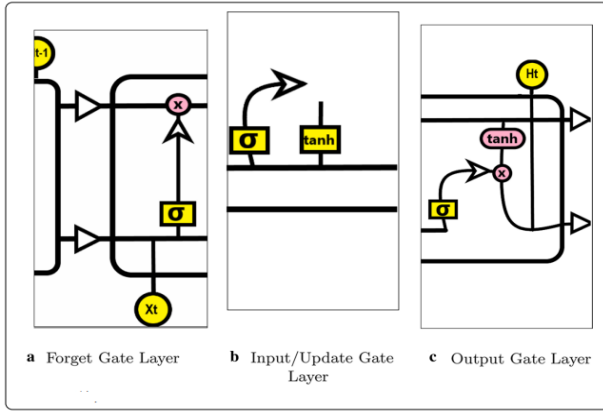 t-1
x
σ
Xt
σ
tanh
Ht
tanh
x
σ
a Forget Gate Layer
b Input/Update Gate
Layer
c Output Gate Layer